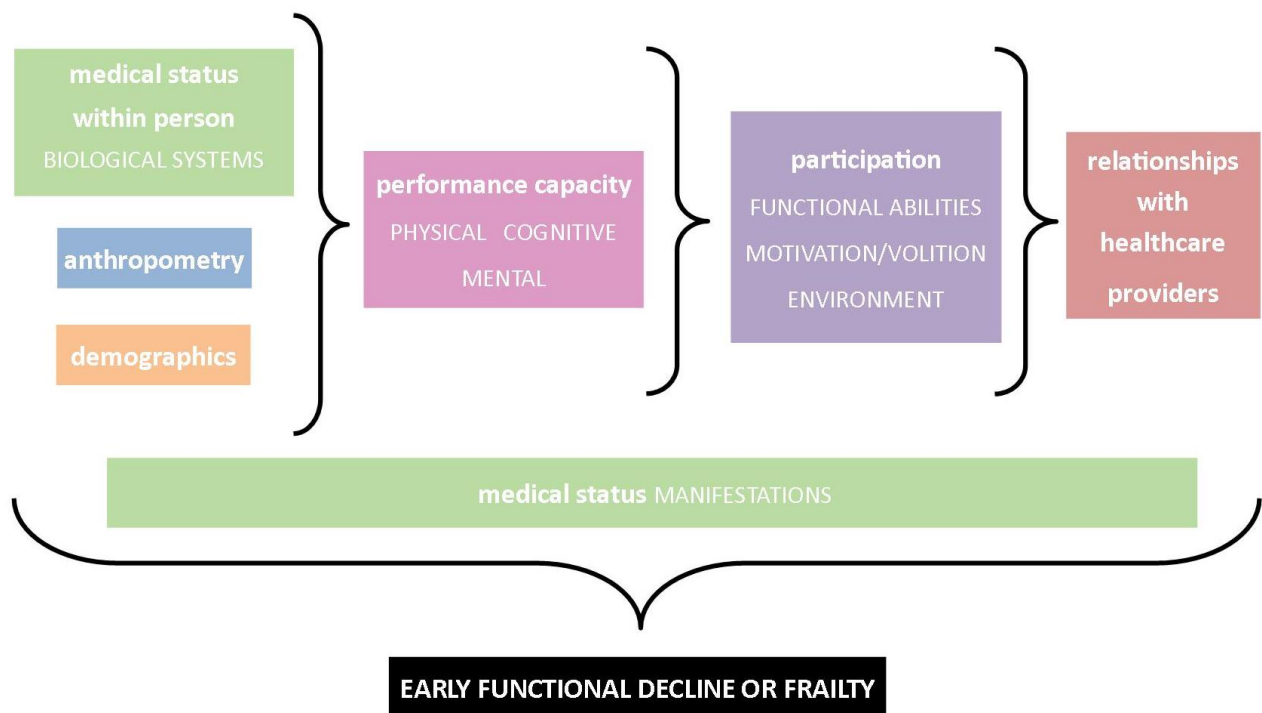 medical status
within person
BIOLOGICAL SYSTEMS
anthropometry
demographics
performance capacity
PHYSICAL COGNITIVE
MENTAL
participation
FUNCTIONAL ABILITIES
MOTIVATION/VOLITION
ENVIRONMENT
relationships
with
healthcare
providers
medical status MANIFESTATIONS
EARLY FUNCTIONAL DECLINE OR FRAILTY